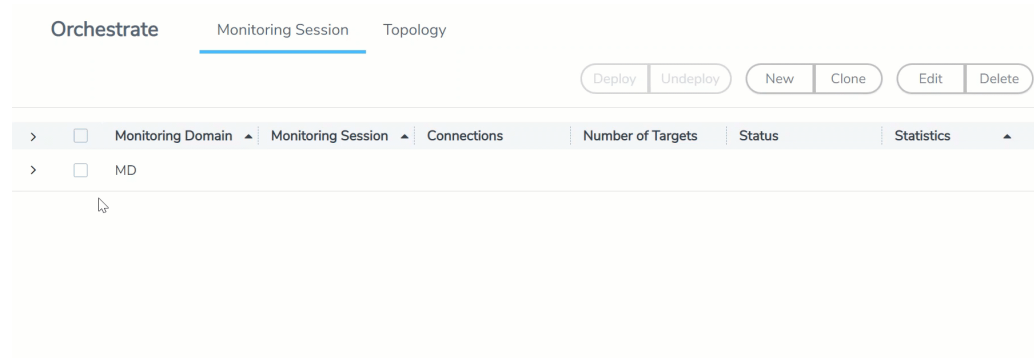 Orchestrate Monitoring Session Topology
Deploy Undeploy New Clone Edit Delete
Monitoring Domain Monitoring Session Connections Number of Targets Status Statistics
MD